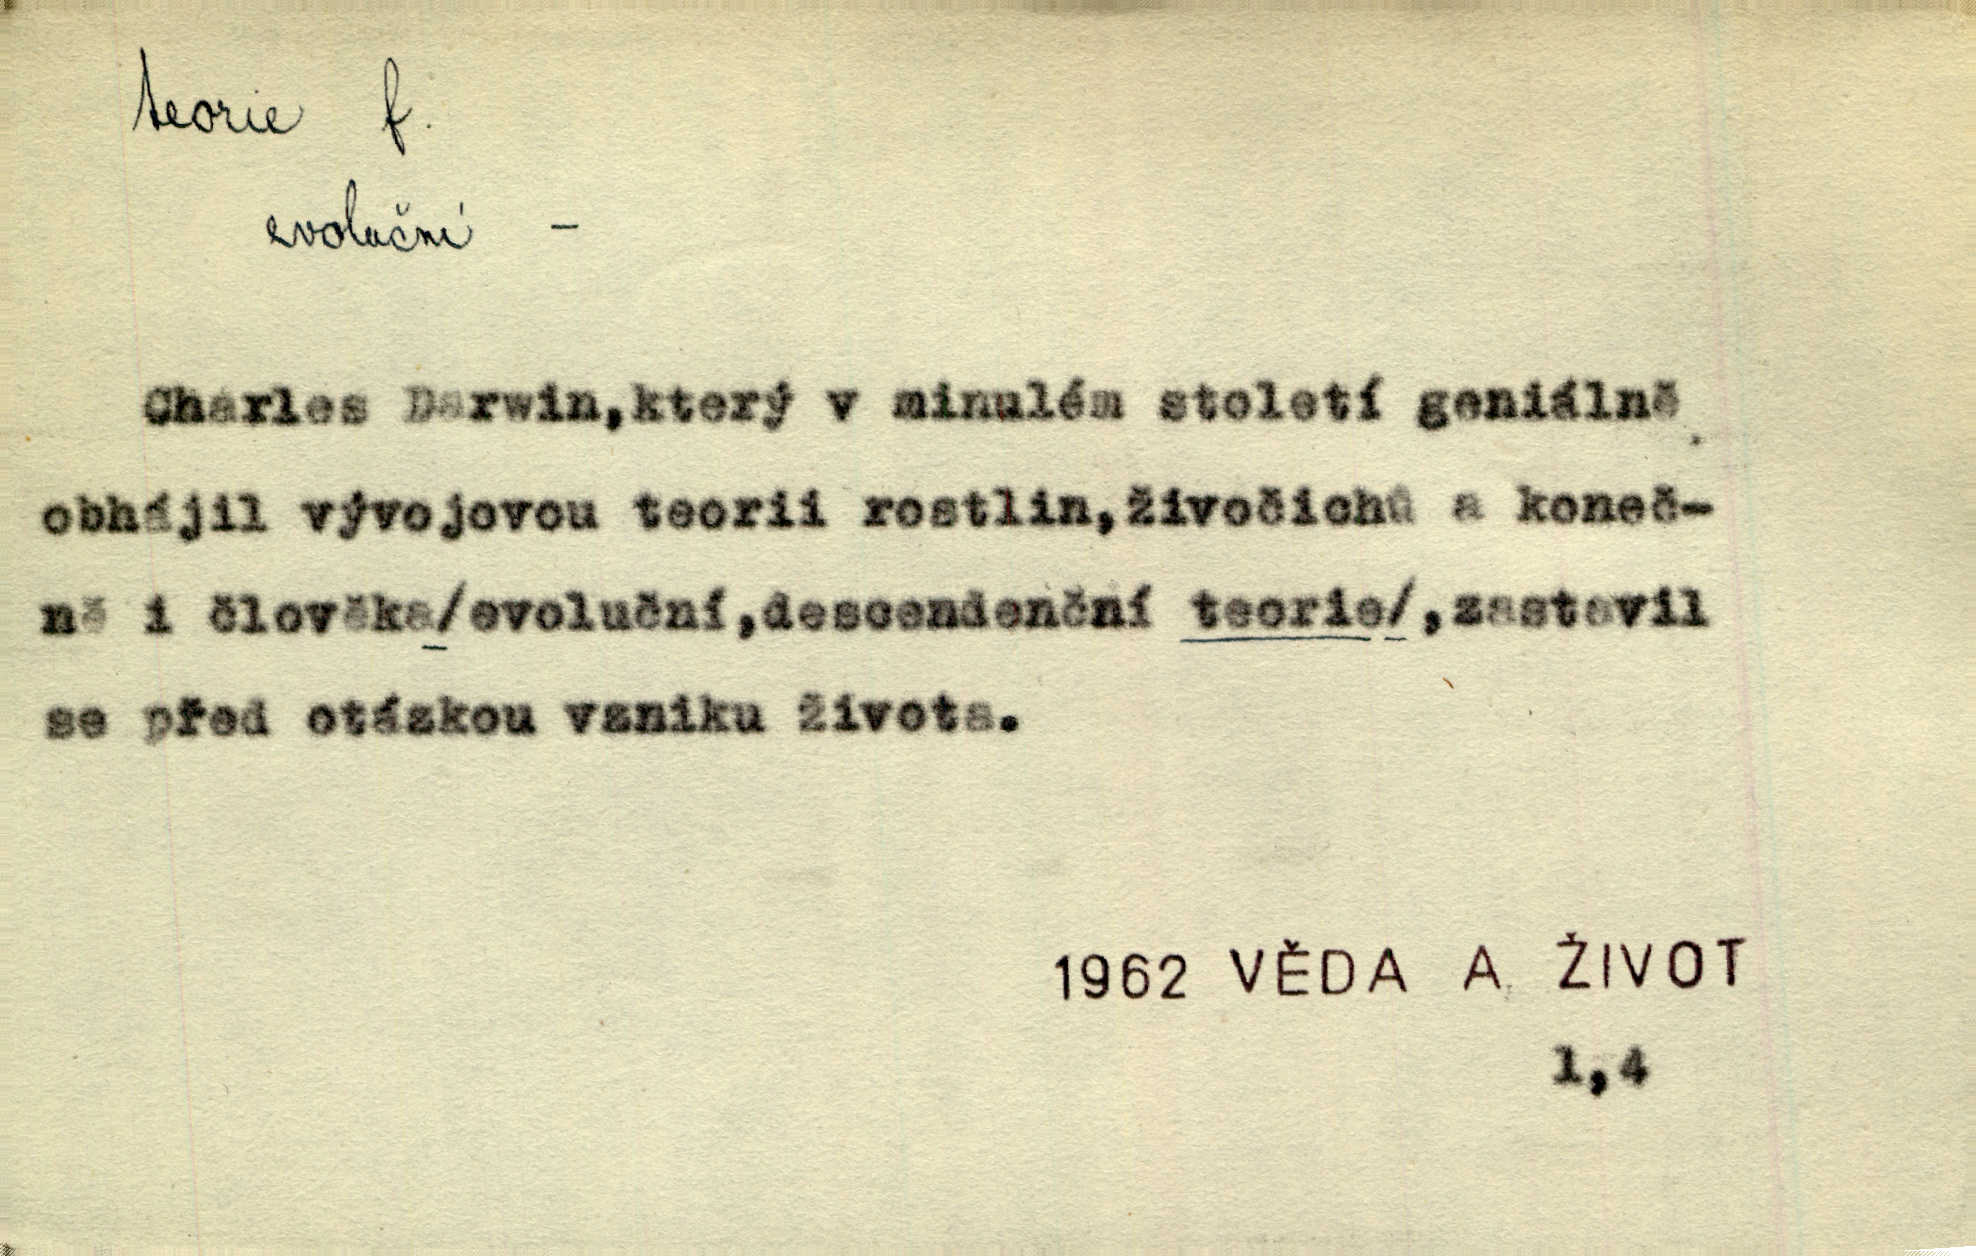 teorie f.
evoluční –
Charles Darwin,který v minulém století geniálně
obhájil vývojovou teorii rostlin,živočichů a koneč-
ně i člověka/evoluční,descendenční teorie/,zastavil
se před otázkou vzniku života.
1962 VĚDA A ŽIVOT
1,4